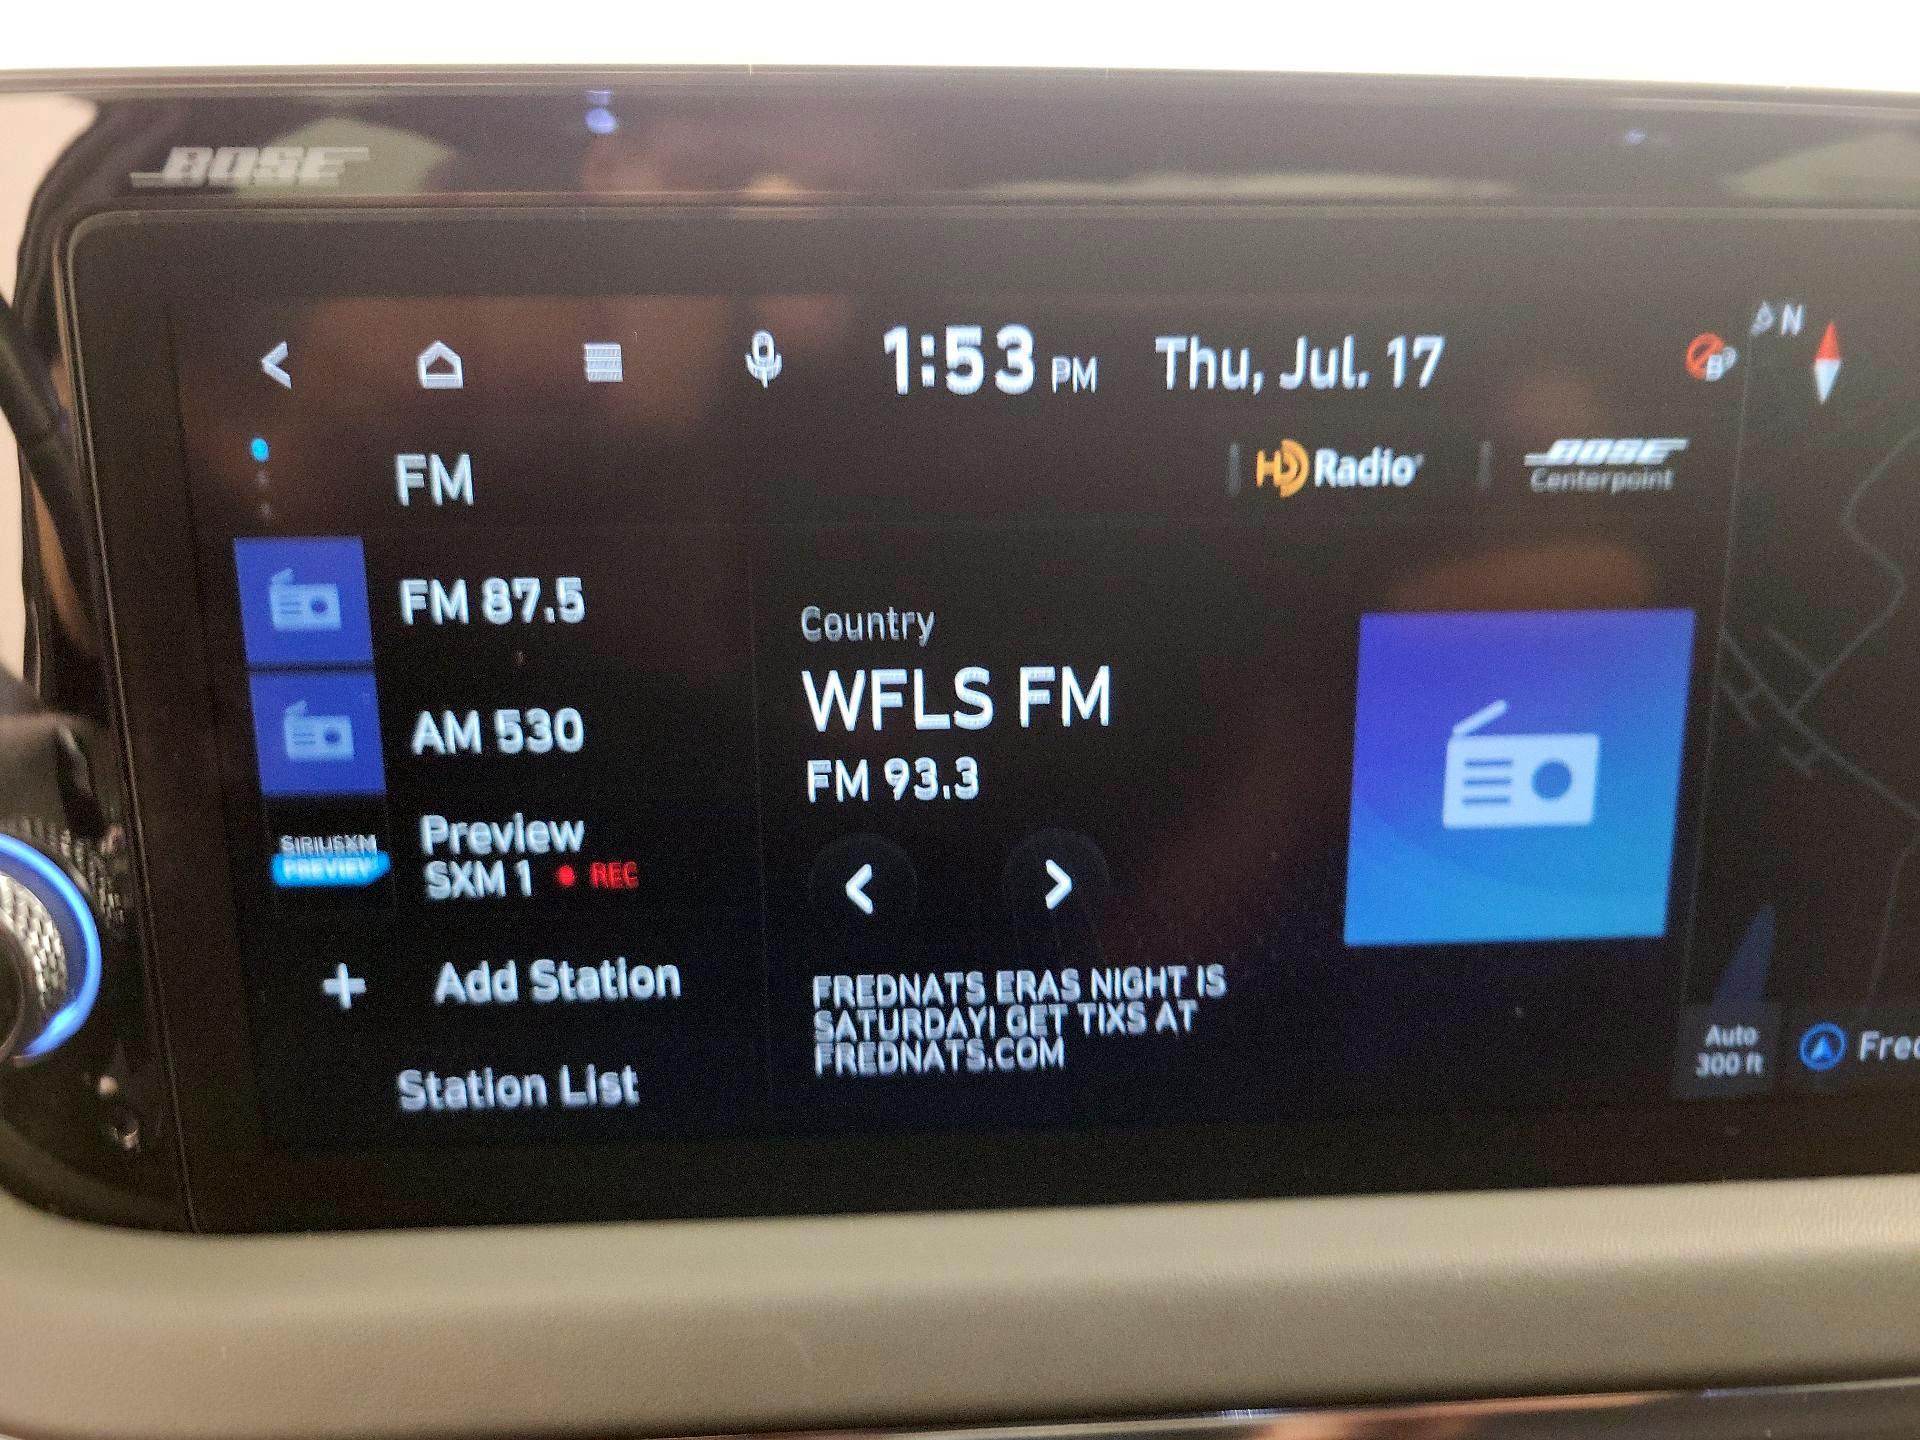 BOSE
1:53 PM Thu, Jul. 17
N
FM
HD Radio
BOSE
Centerpoint
FM 87.5
AM 530
SIRIUSXM
PREVIEW
Preview
SXM 1 REC
Add Station
Station List
Country
WFLS FM
FM 93.3
FREDNATS ERAS NIGHT IS
SATURDAY! GET TIXS AT
FREDNATS.COM
Auto
300 ft